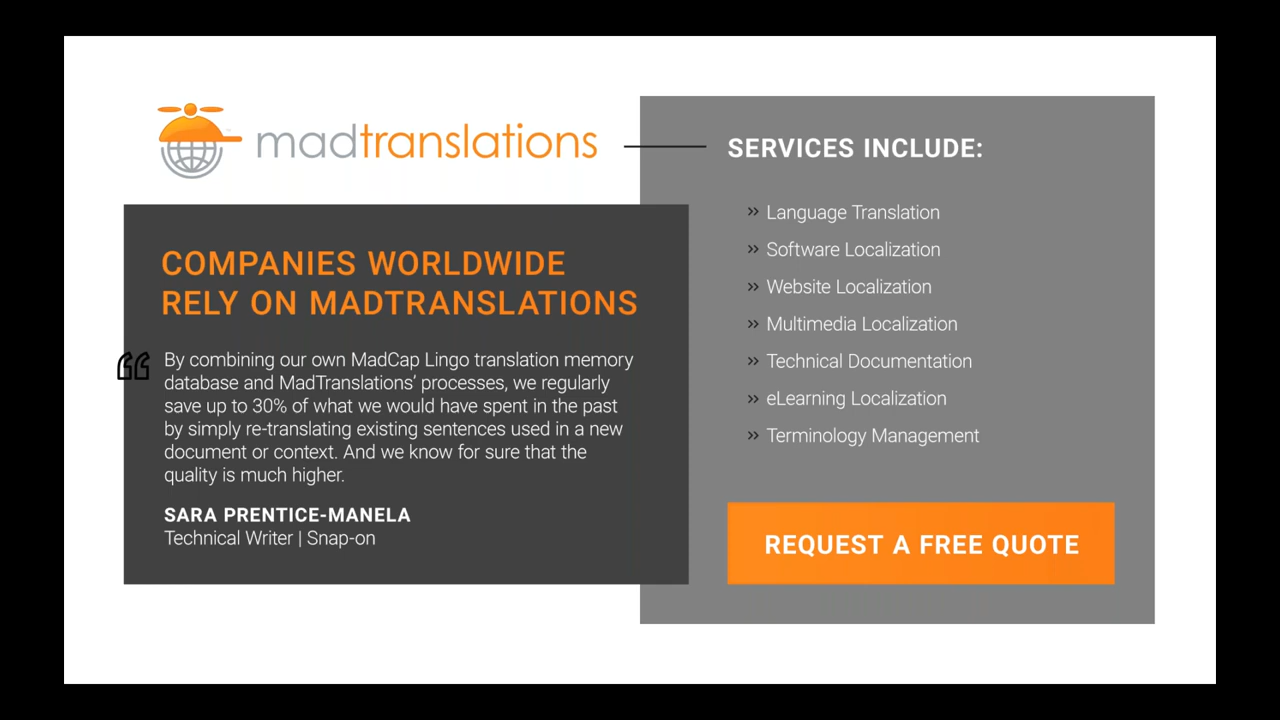 madtranslations
COMPANIES WORLDWIDE
RELY ON MADTRANSLATIONS
“
By combining our own MadCap Lingo translation memory
database and MadTranslations’ processes, we regularly
save up to 30% of what we would have spent in the past
by simply re-translating existing sentences used in a new
document or context. And we know for sure that the
quality is much higher.
SARA PRENTICE-MANELA
Technical Writer | Snap-on
SERVICES INCLUDE:
» Language Translation
» Software Localization
» Website Localization
» Multimedia Localization
» Technical Documentation
» eLearning Localization
» Terminology Management
REQUEST A FREE QUOTE